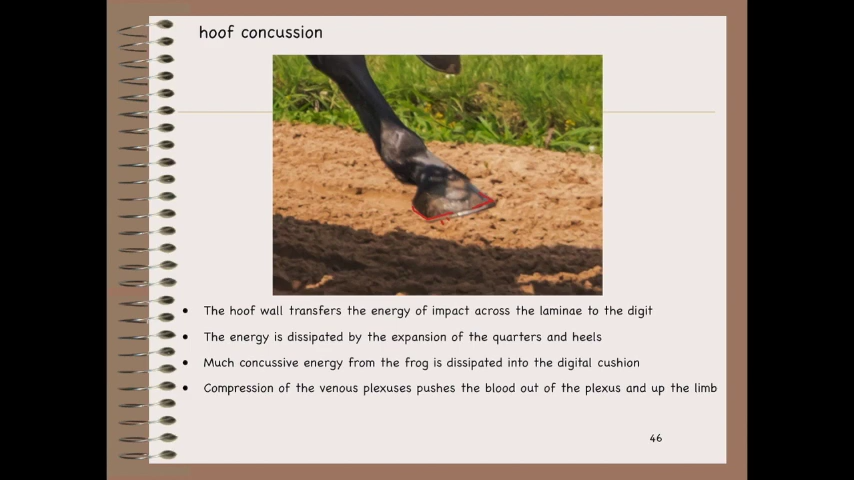 hoof concussion
• The hoof wall transfers the energy of impact across the laminae to the digit
• The energy is dissipated by the expansion of the quarters and heels
• Much concussive energy from the frog is dissipated into the digital cushion
• Compression of the venous plexuses pushes the blood out of the plexus and up the limb
46